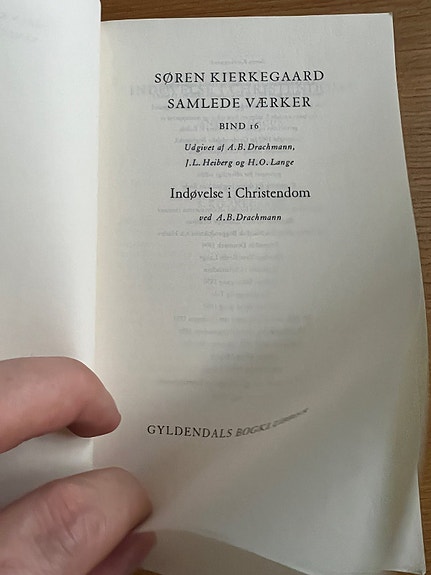 SØREN KIERKEGAARD
SAMLEDE VÆRKER
BIND 16
Udgivet af A.B.Drachmann,
J.L.Heiberg og H.O.Lange
Indøvelse i Christendom
ved A.B.Drachmann
GYLDENDALS